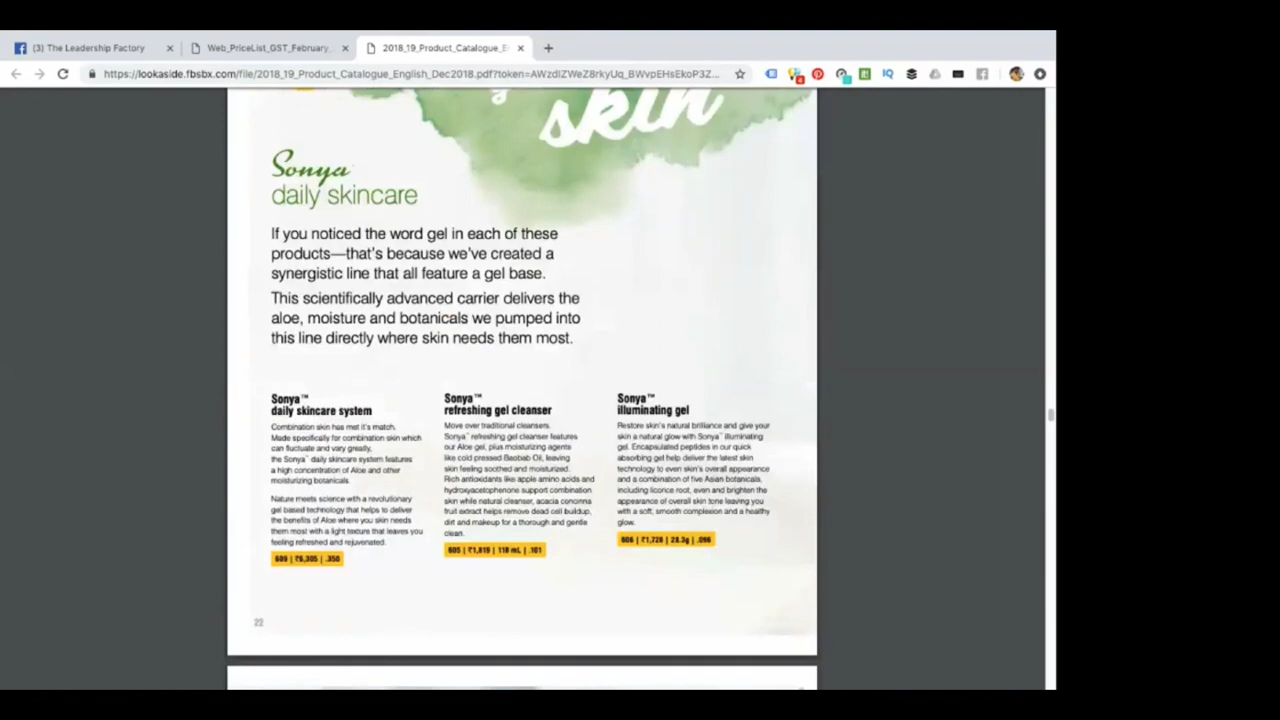 (3) The Leadership Factory
Web_PriceList_GST_February
2018_19_Product_Catalogue_E
https://lookaside.fbsbx.com/file/2018_19_Product_Catalogue_English_Dec2018.pdf?token=AWzdIZWeZ8rkyUq_BWvpEHsEkoP3Z...
skin
Sonya
daily skincare
If you noticed the word gel in each of these
products—that's because we've created a
synergistic line that all feature a gel base.
This scientifically advanced carrier delivers the
aloe, moisture and botanicals we pumped into
this line directly where skin needs them most.
Sonya™
daily skincare system
Combination skin has met it's match.
Made specifically for combination skin which
can fluctuate and vary greatly,
the Sonya™ daily skincare system features
a high concentration of Aloe and other
moisturizing botanicals.
Nature meets science with a revolutionary
gel based technology that helps to deliver
the benefits of Aloe where you skin needs
them most with a light texture that leaves you
feeling refreshed and rejuvenated.
609 | ₹6,305 | .350
Sonya™
refreshing gel cleanser
Move over traditional cleansers.
Sonya™ refreshing gel cleanser features
our Aloe gel, plus moisturizing agents
like cold pressed Baobab Oil, leaving
skin feeling soothed and moisturized.
Rich antioxidants like apple amino acids and
hydroxyacetophenone support combination
skin while natural cleanser, acacia concinna
fruit extract helps remove dead cell buildup,
dirt and makeup for a thorough and gentle
clean.
605 | ₹1,819 | 118 mL | .101
Sonya™
illuminating gel
Restore skin's natural brilliance and give your
skin a natural glow with Sonya™ illuminating
gel. Encapsulated peptides in our quick
absorbing gel help deliver the latest skin
technology to even skin's overall appearance
and a combination of five Asian botanicals,
including licorice root, even and brighten the
appearance of overall skin tone leaving you
with a soft, smooth complexion and a healthy
glow.
606 | ₹1,728 | 28.3g | .096
22